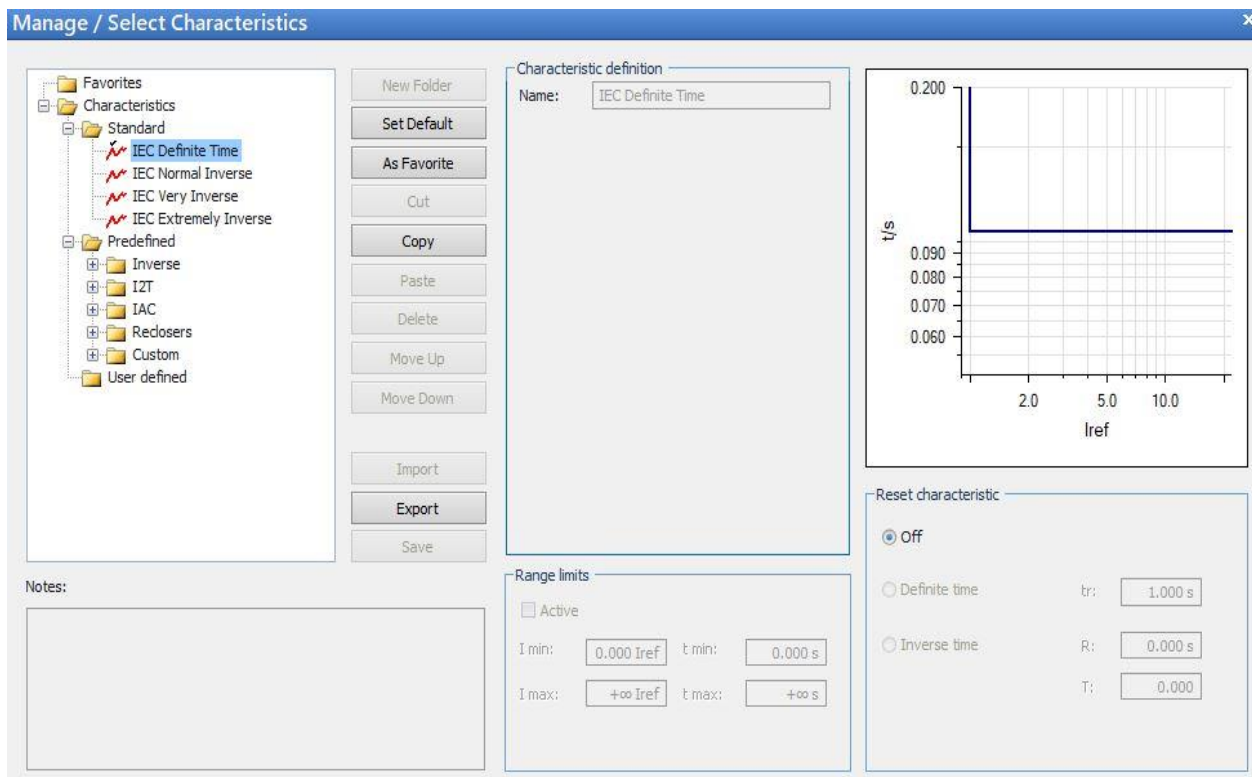 Manage / Select Characteristics
x
Favorites
Characteristics
Standard
IEC Definite Time
IEC Normal Inverse
IEC Very Inverse
IEC Extremely Inverse
Predefined
Inverse
I2T
IAC
Reclosers
Custom
User defined
New Folder
Set Default
As Favorite
Cut
Copy
Paste
Delete
Move Up
Move Down
Import
Export
Save
Notes:
Characteristic definition
Name: IEC Definite Time
Range limits
Active
I min: 0.000 Iref t min: 0.000 s
I max: +∞ Iref t max: +∞ s
0.200
t/s
0.090
0.080
0.070
0.060
2.0 5.0 10.0
Iref
Reset characteristic
Off
Definite time tr: 1.000 s
Inverse time R: 0.000 s
T: 0.000